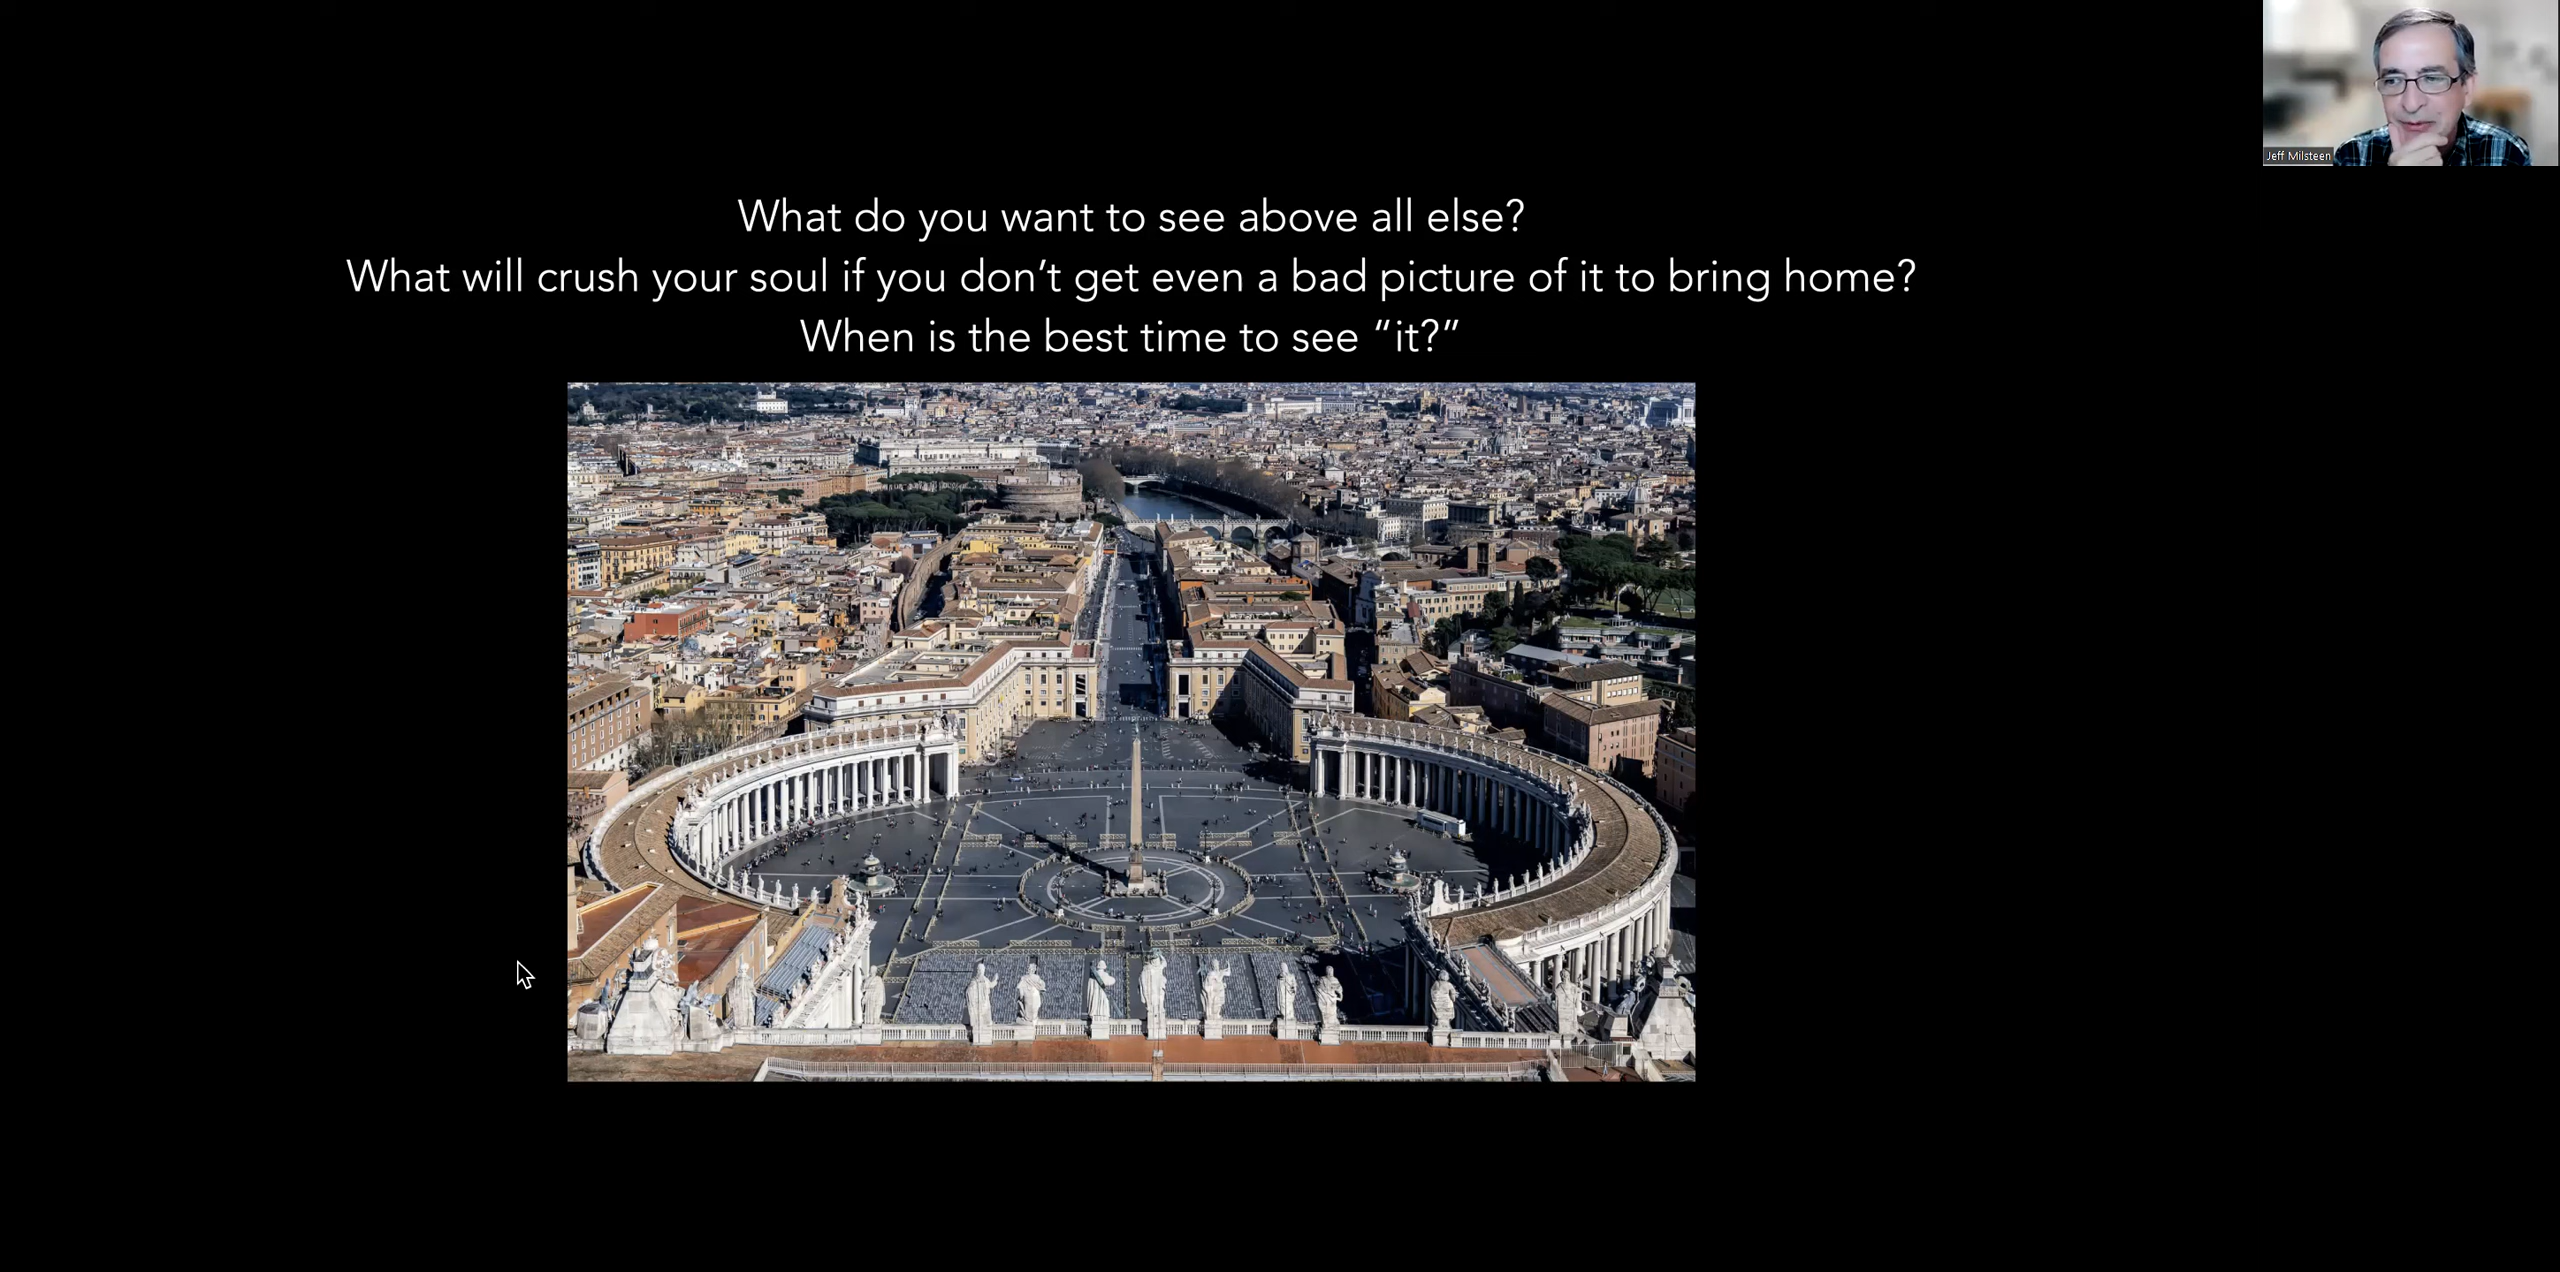 What do you want to see above all else?
What will crush your soul if you don’t get even a bad picture of it to bring home?
When is the best time to see “it?”
Jeff Milsteen